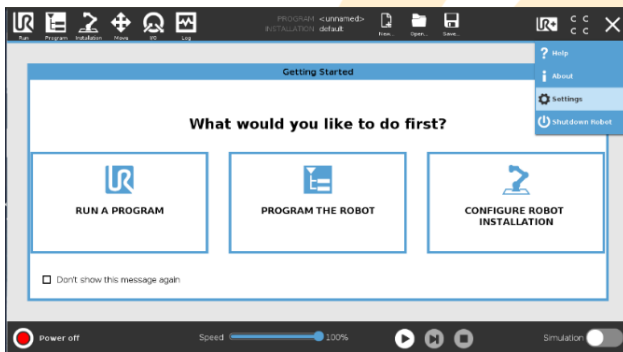 PROGRAM <unnamed>
INSTALLATION default
Run
Program
Installation
Move
I/O
Log
New...
Open...
Save...
UR+
C C
C C
? Help
i About
Settings
Shutdown Robot
Getting Started
What would you like to do first?
UR
RUN A PROGRAM
PROGRAM THE ROBOT
CONFIGURE ROBOT
INSTALLATION
Don't show this message again
Power off
Speed
100%
Simulation